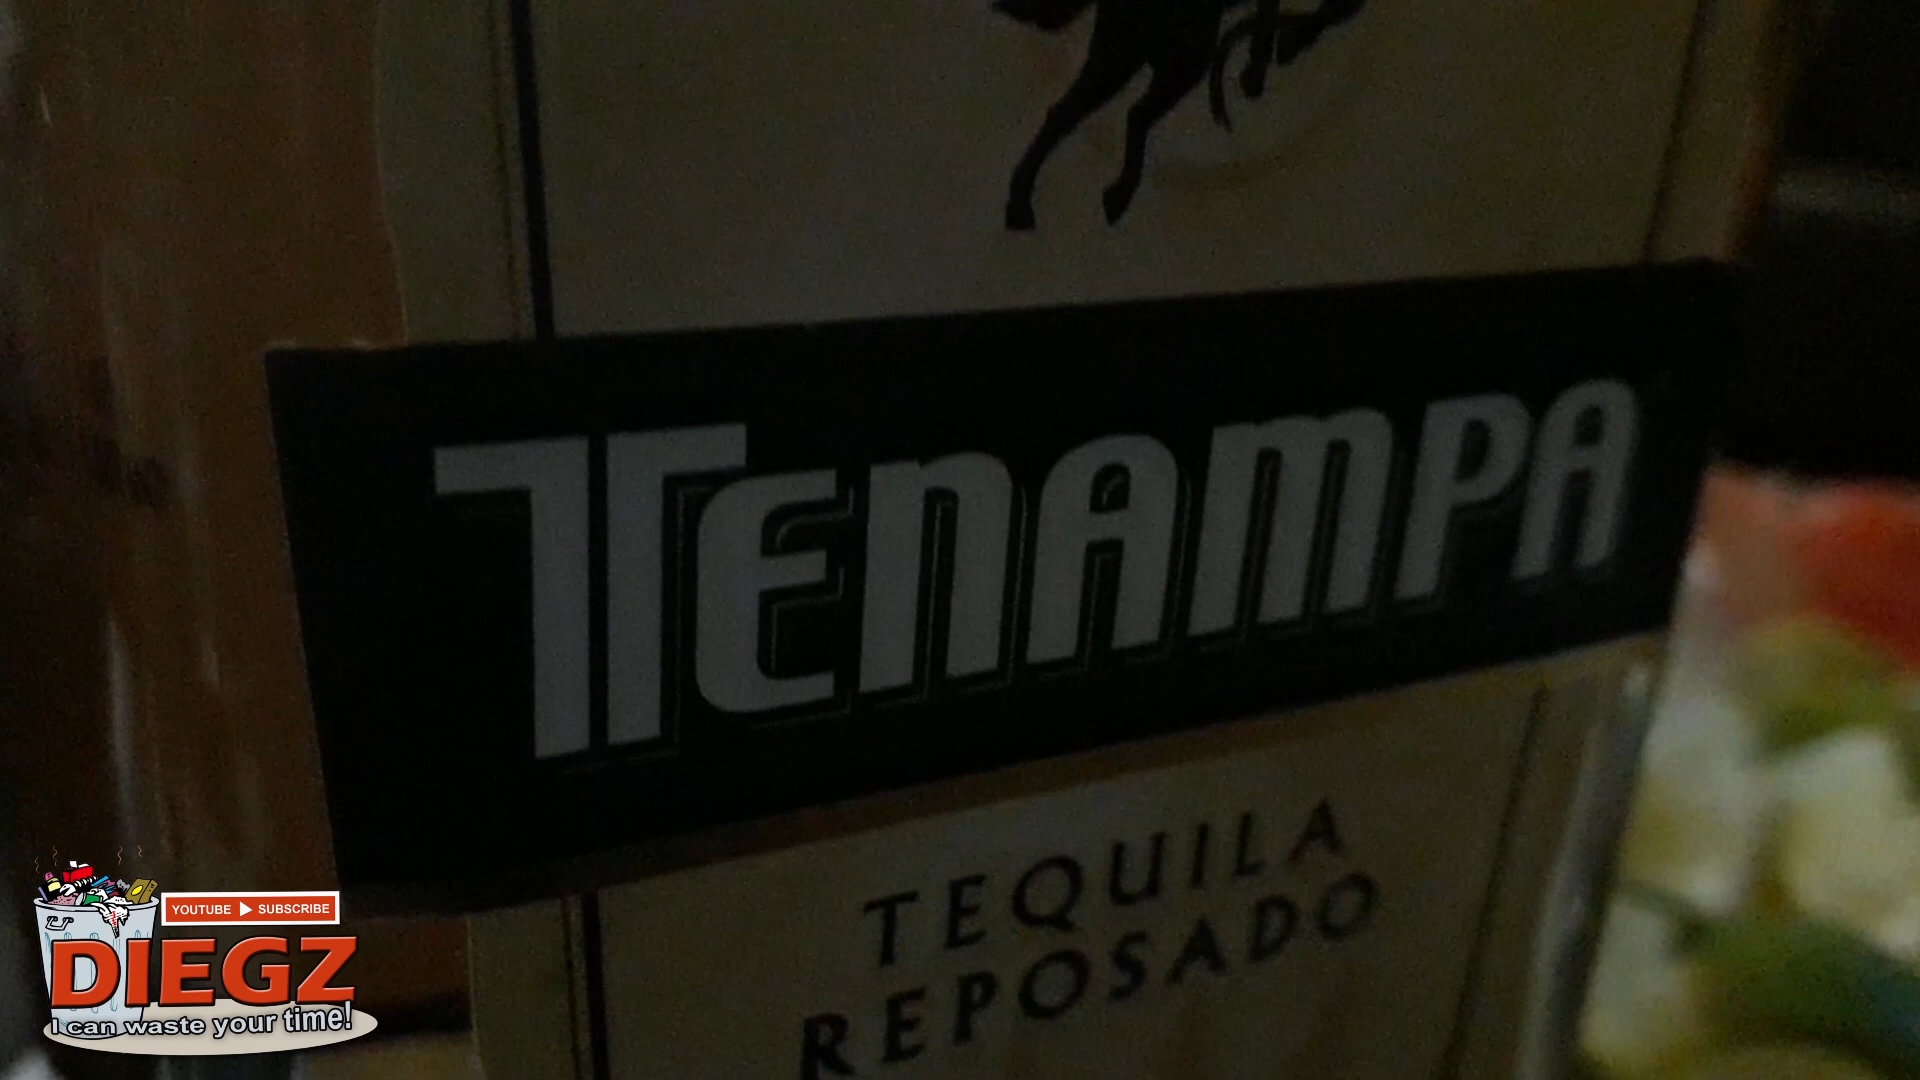 TENAMPA
TEQUILA
REPOSADO
YOUTUBE SUBSCRIBE
DIEGZ
I can waste your time!